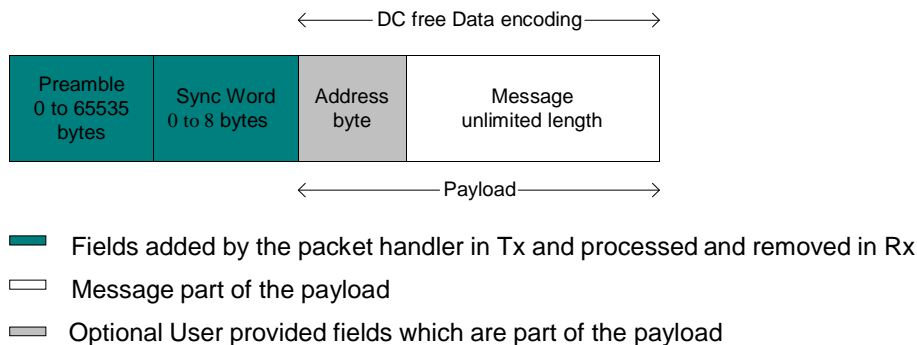 DC free Data encoding
Preamble
0 to 65535
bytes
Sync Word
0 to 8 bytes
Address
byte
Message
unlimited length
Payload
Fields added by the packet handler in Tx and processed and removed in Rx
Message part of the payload
Optional User provided fields which are part of the payload